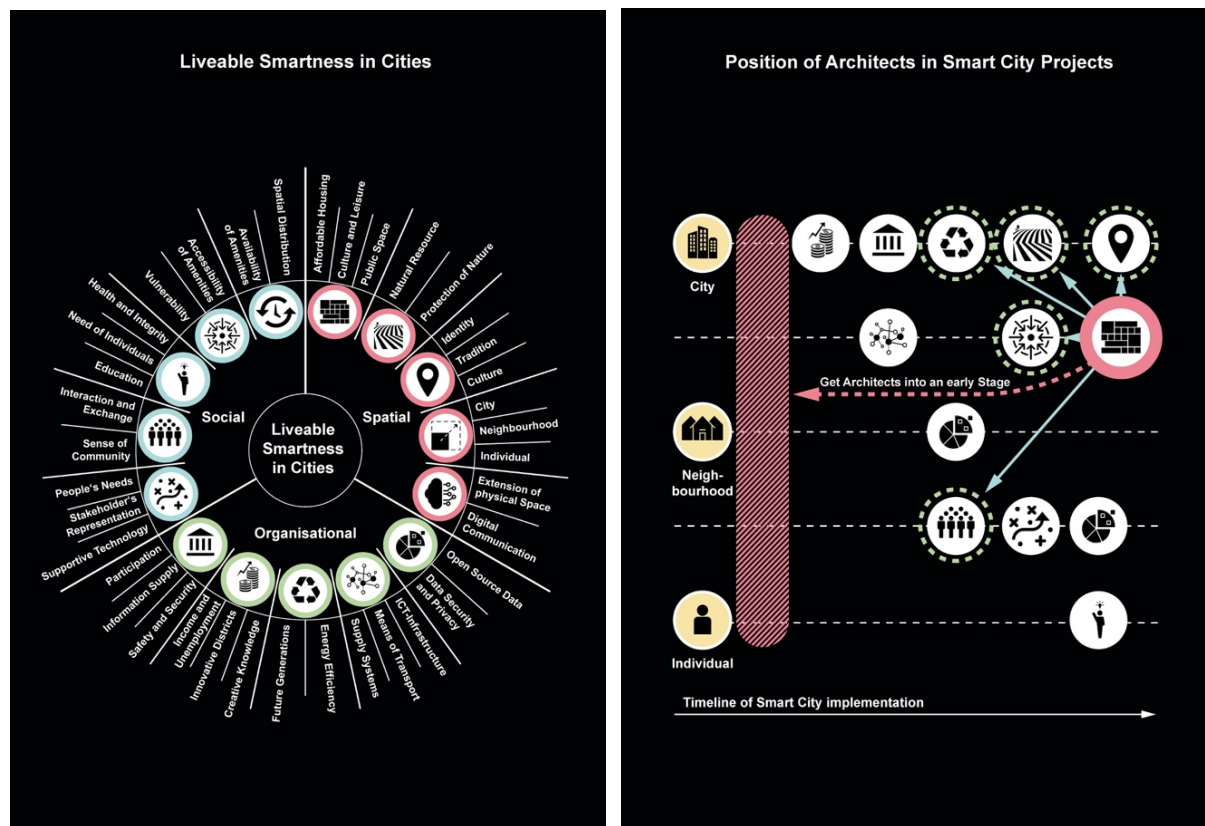 Liveable Smartness in Cities
Spatial Distribution
Availability
of Amenities
Accessibility
of Amenities
Vulnerability
Health and Integrity
Need of Individuals
Education
Interaction and
Exchange
Sense of
Community
People's Needs
Stakeholder's
Representation
Supportive Technology
Affordable Housing
Culture and Leisure
Public Space
Natural Resource
Protection of Nature
Identity
Tradition
Culture
City
Neighbourhood
Individual
Extension of
physical Space
Digital
Communication
Social
Spatial
Liveable
Smartness
in Cities
Organisational
Participation
Information Supply
Safety and Security
Income and
Unemployment
Innovative Districts
Creative Knowledge
Future Generations
Energy Efficiency
Supply Systems
Means of Transport
ICT-Infrastructure
Data Security
and Privacy
Open Source Data
Position of Architects in Smart City Projects
City
Get Architects into an early Stage
Neigh-
bourhood
Individual
Timeline of Smart City implementation